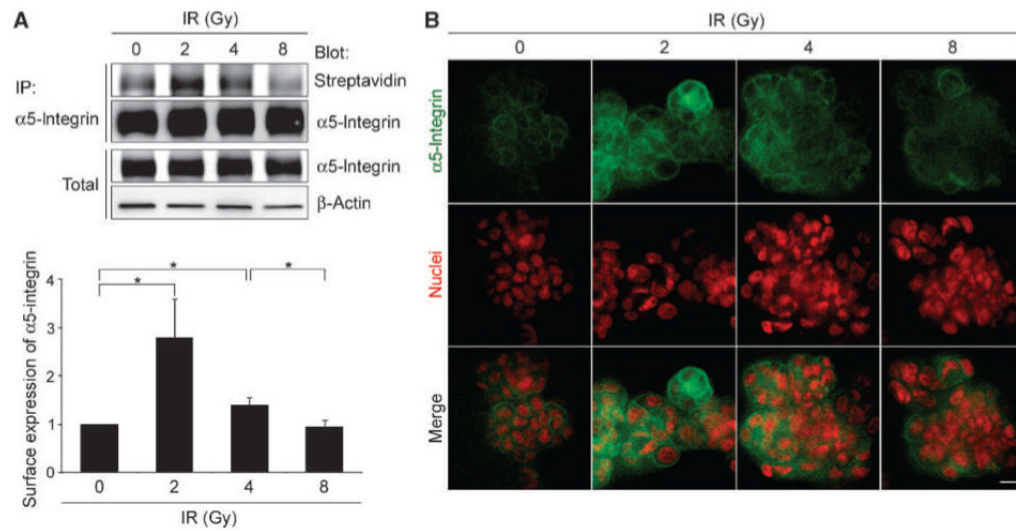 A
IR (Gy)
0 2 4 8 Blot:
IP:
α5-Integrin
Streptavidin
α5-Integrin
Total
α5-Integrin
β-Actin
Surface expression of α5-integrin
4
3
2
1
0
* * *
0 2 4 8
IR (Gy)
B
IR (Gy)
0 2 4 8
α5-Integrin
Nuclei
Merge